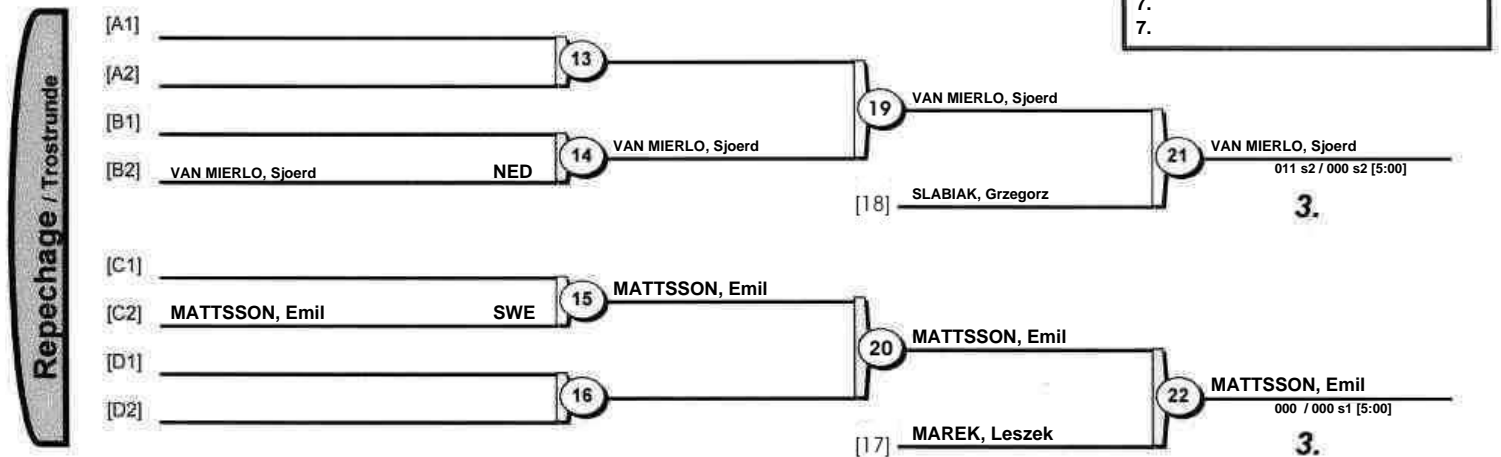 7.
7.
Repechage / Trostrunde
[A1]
13
[A2]
19
VAN MIERLO, Sjoerd
[B1]
14
VAN MIERLO, Sjoerd
21
VAN MIERLO, Sjoerd
011 s2 / 000 s2 [5:00]
[B2] VAN MIERLO, Sjoerd NED
[18] SLABIAK, Grzegorz
3.
[C1]
15
MATTSSON, Emil
[C2] MATTSSON, Emil SWE
20
MATTSSON, Emil
[D1]
16
22
MATTSSON, Emil
000 / 000 s1 [5:00]
[D2]
[17] MAREK, Leszek
3.